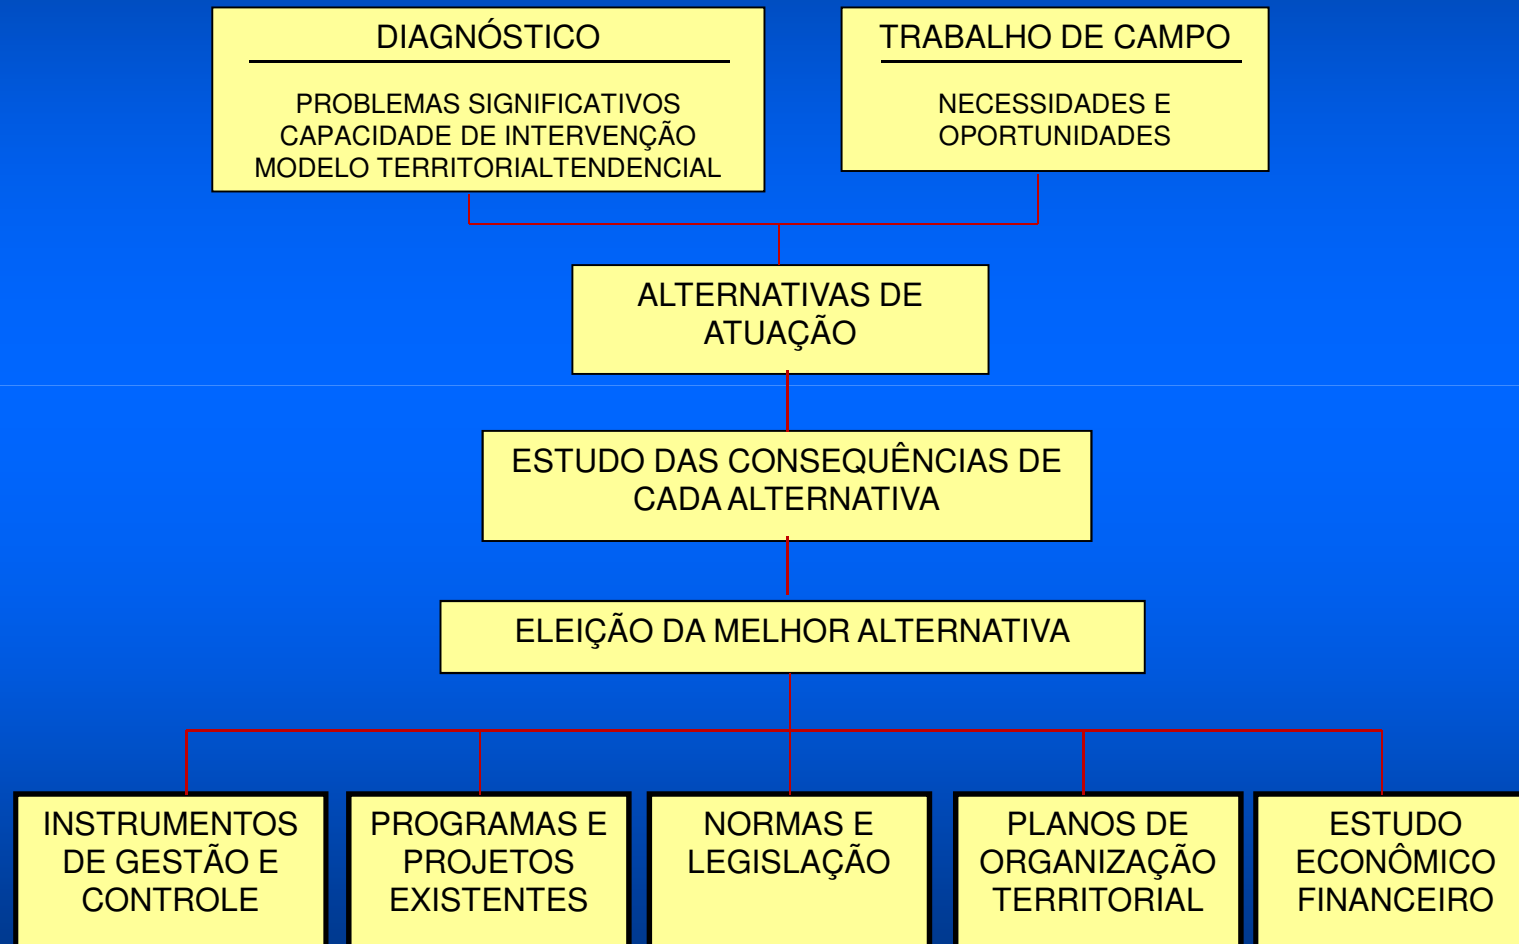 DIAGNÓSTICO
PROBLEMAS SIGNIFICATIVOS
CAPACIDADE DE INTERVENÇÃO
MODELO TERRITORIALTENDENCIAL
TRABALHO DE CAMPO
NECESSIDADES E
OPORTUNIDADES
ALTERNATIVAS DE
ATUAÇÃO
ESTUDO DAS CONSEQUÊNCIAS DE
CADA ALTERNATIVA
ELEIÇÃO DA MELHOR ALTERNATIVA
INSTRUMENTOS
DE GESTÃO E
CONTROLE
PROGRAMAS E
PROJETOS
EXISTENTES
NORMAS E
LEGISLAÇÃO
PLANOS DE
ORGANIZAÇÃO
TERRITORIAL
ESTUDO
ECONÔMICO
FINANCEIRO